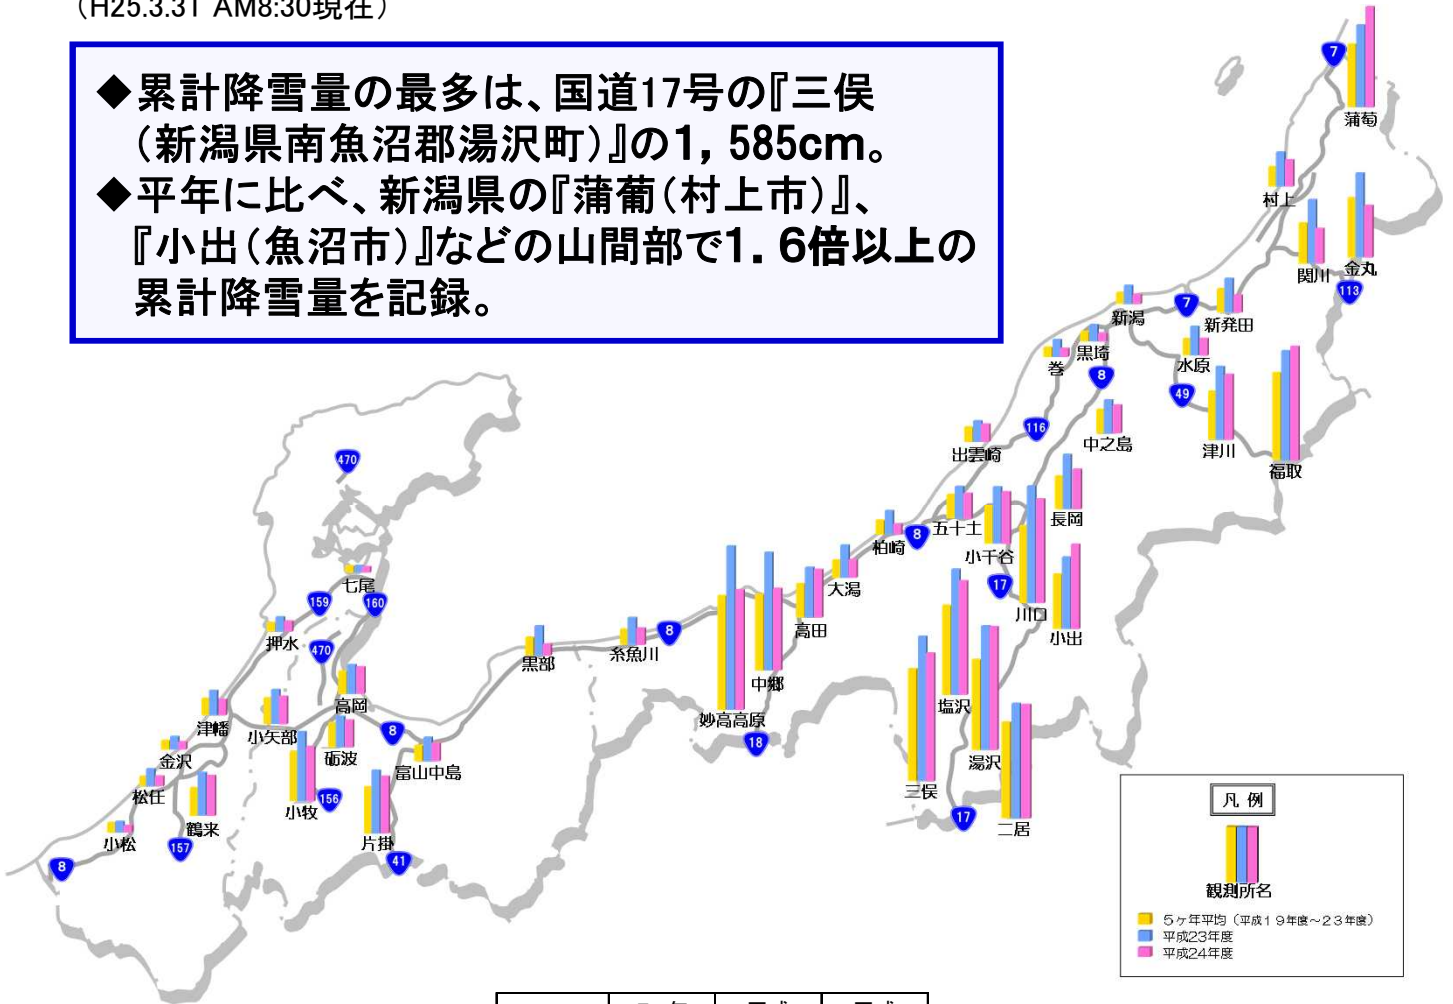 (H25.3.31 AM8:30現在)
◆累計降雪量の最多は、国道17号の『三俣
(新潟県南魚沼郡湯沢町)』の1,585cm。
◆平年に比べ、新潟県の『蒲葡(村上市)』、
『小出(魚沼市)』などの山間部で1.6倍以上の
累計降雪量を記録。
7
蒲萄
村上
関川
金丸
113
新潟
7
新発田
巻
黒埼
水原
8
49
116
中之島
出雲崎
津川
福取
470
長岡
五十土
柏崎
8
小千谷
七尾
大潟
17
159
160
川口
高田
8
小出
押水
470
黒部
糸魚川
中郷
高岡
塩沢
妙高高原
津幡
小矢部
8
18
金沢
砺波
富山中島
湯沢
松任
三俣
156
小牧
17
二居
鶴来
小松
片掛
157
41
8
凡例
観測所名
5ヶ年平均(平成19年度~23年度)
平成23年度
平成24年度